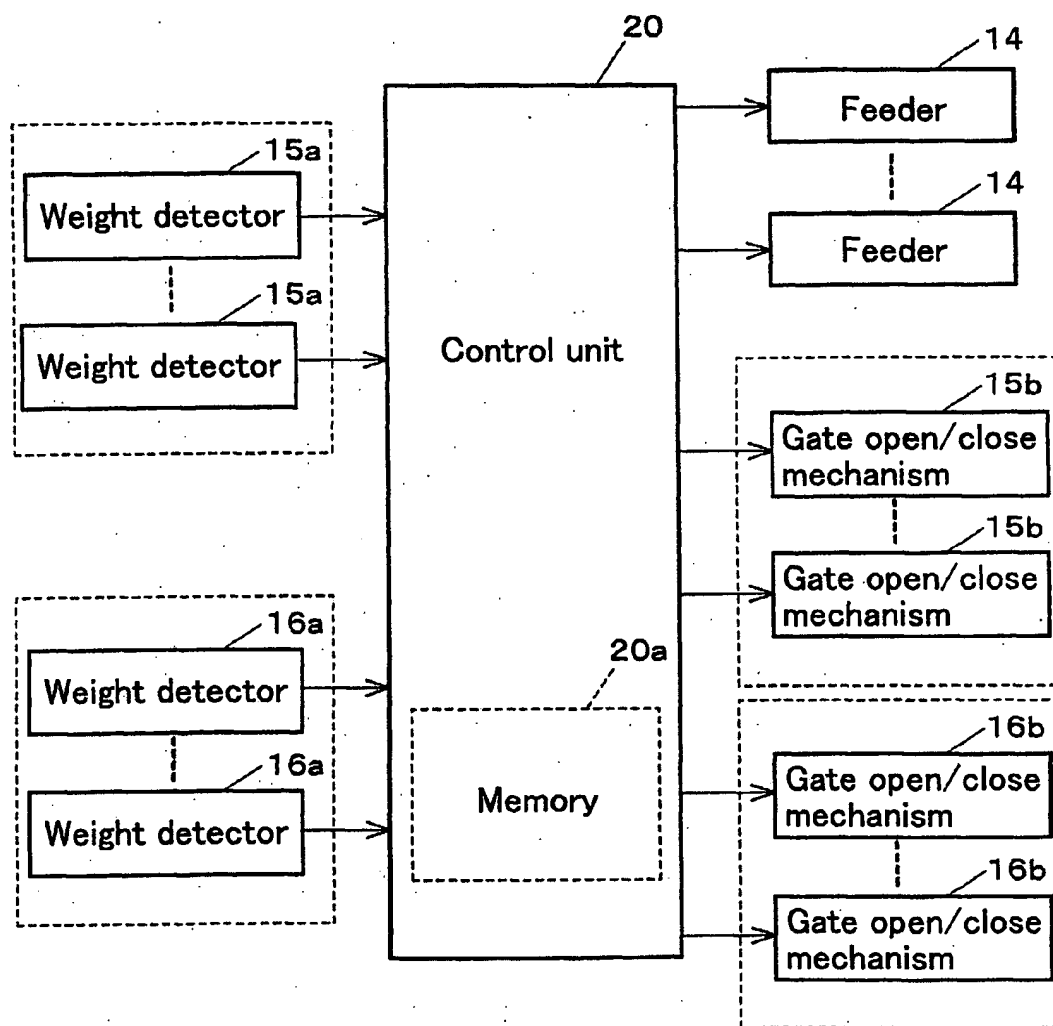 20
14
Feeder
14
Feeder
15a
Weight detector
15a
Weight detector
Control unit
15b
Gate open/close
mechanism
15b
Gate open/close
mechanism
16a
Weight detector
16a
Weight detector
20a
Memory
16b
Gate open/close
mechanism
16b
Gate open/close
mechanism